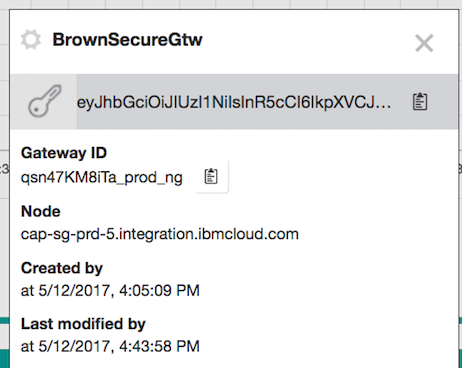 BrownSecureGtw
eyJhbGciOiJIUzI1NiIsInR5cCI6IkpXVCJ...
Gateway ID
qsn47KM8iTa_prod_ng
Node
cap-sg-prd-5.integration.ibmcloud.com
Created by
at 5/12/2017, 4:05:09 PM
Last modified by
at 5/12/2017, 4:43:58 PM